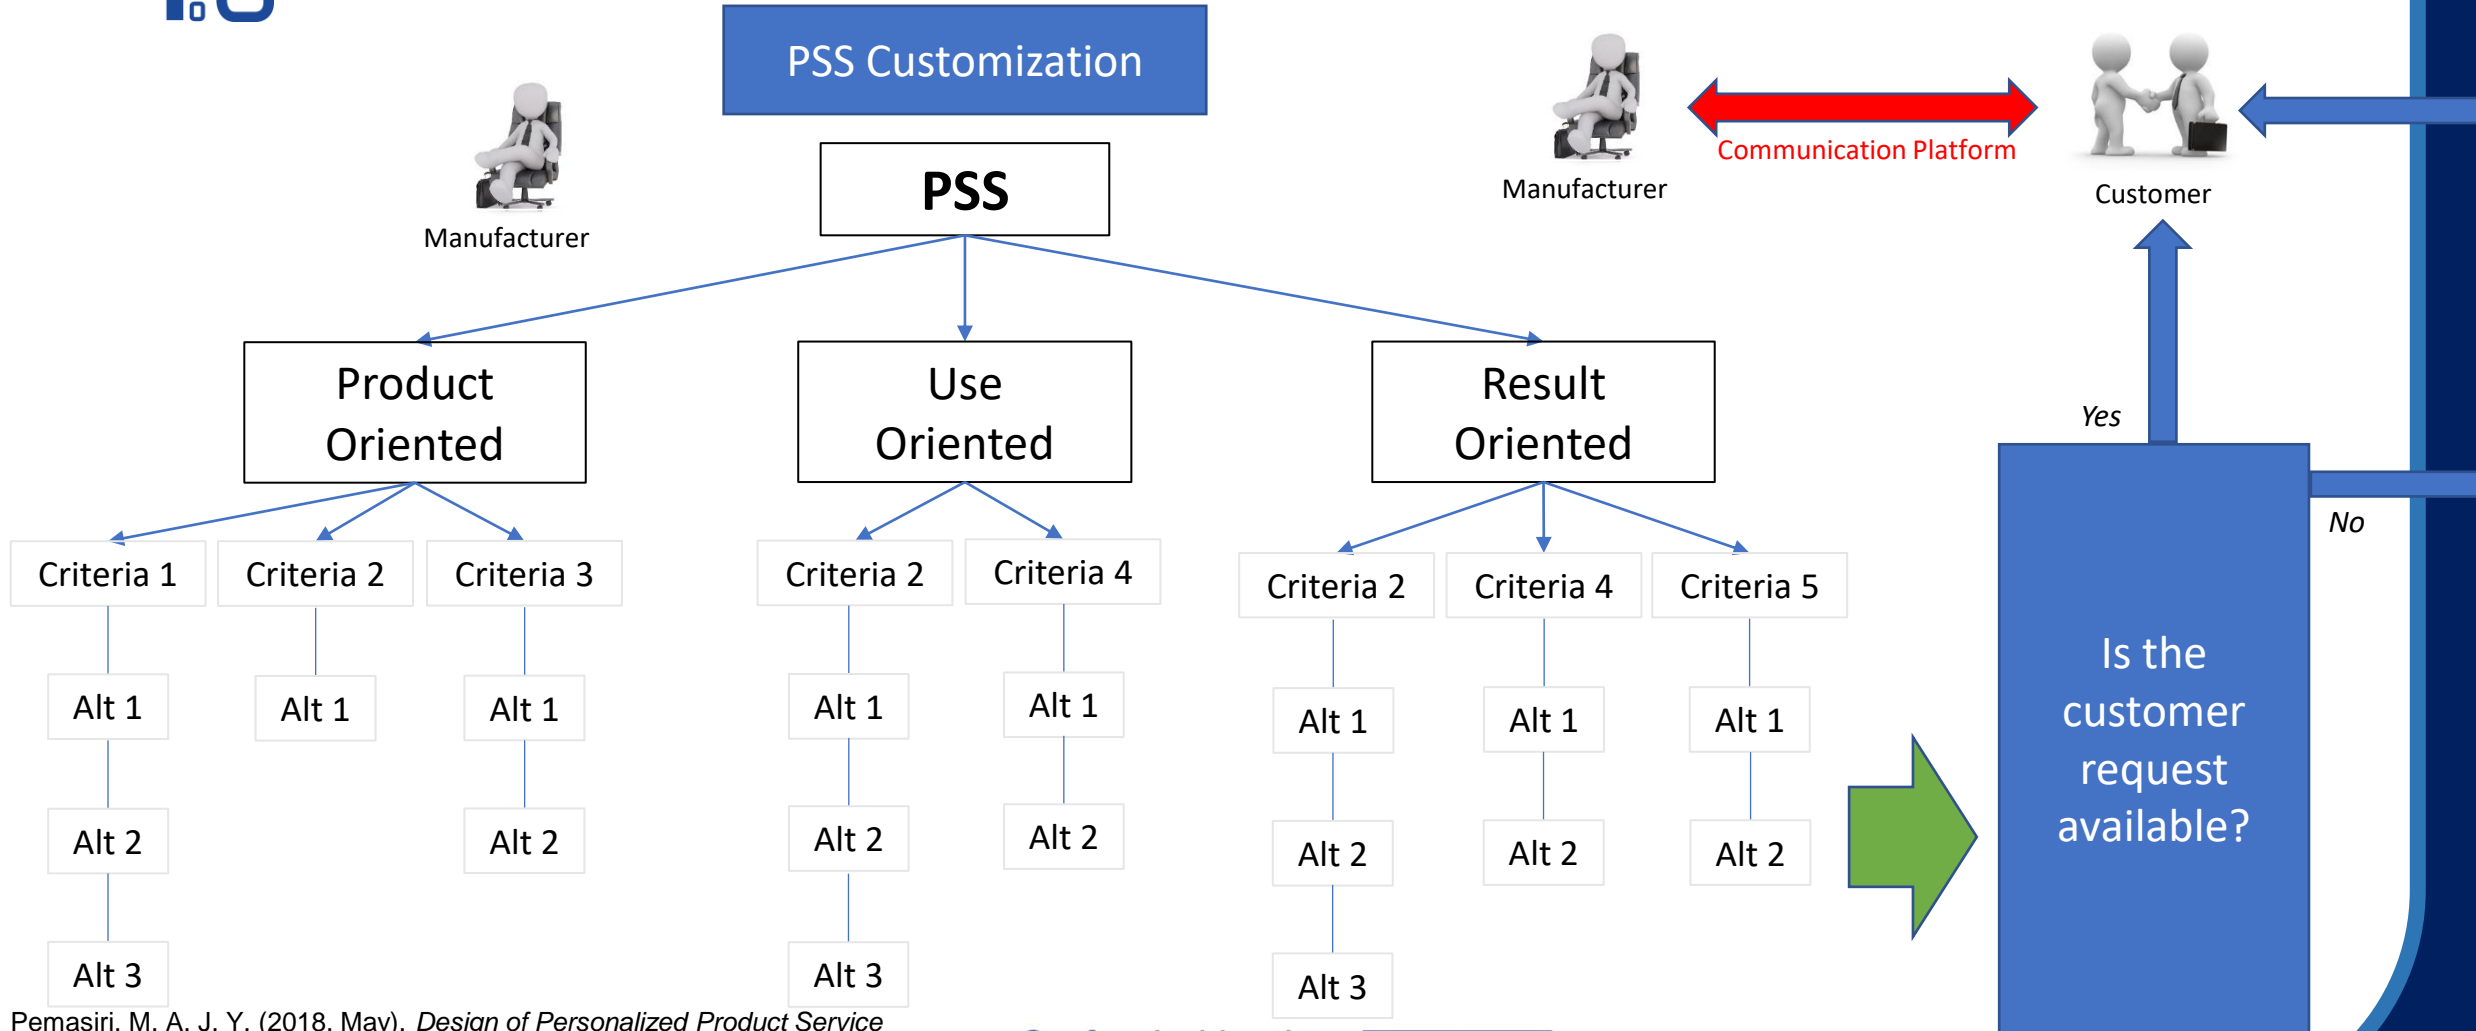 PSS Customization
Manufacturer
PSS
Manufacturer
Communication Platform
Customer
Product
Oriented
Use
Oriented
Result
Oriented
Yes
No
Criteria 1
Criteria 2
Criteria 3
Criteria 2
Criteria 4
Criteria 2
Criteria 4
Criteria 5
Alt 1
Alt 1
Alt 1
Alt 1
Alt 1
Alt 1
Alt 1
Alt 1
Alt 2
Alt 2
Alt 2
Alt 2
Alt 2
Alt 2
Alt 2
Alt 3
Alt 3
Alt 3
Is the
customer
request
available?
Pemasiri, M. A. J. Y. (2018, May). Design of Personalized Product Service